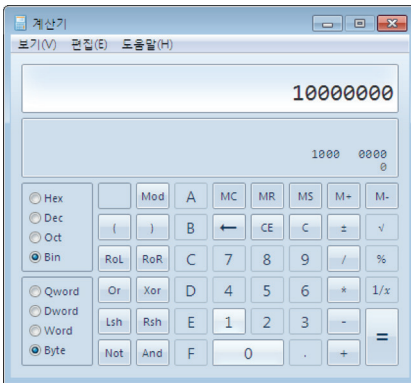 계산기
보기(V) 편집(E) 도움말(H)
10000000
1000 0000
0
Hex
Dec
Oct
Bin
Qword
Dword
Word
Byte
Mod A MC MR MS M+ M-
( ) B ← CE C ± √
RoL RoR C 7 8 9 / %
Or Xor D 4 5 6 * 1/x
Lsh Rsh E 1 2 3 - =
Not And F 0 . +